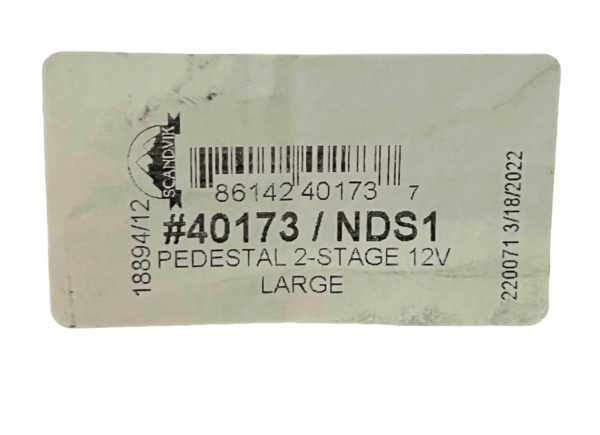 SCANDVIK
86142 40173 7
#40173 / NDS1
PEDESTAL 2-STAGE 12V
LARGE
18894/12
220071 3/18/2022